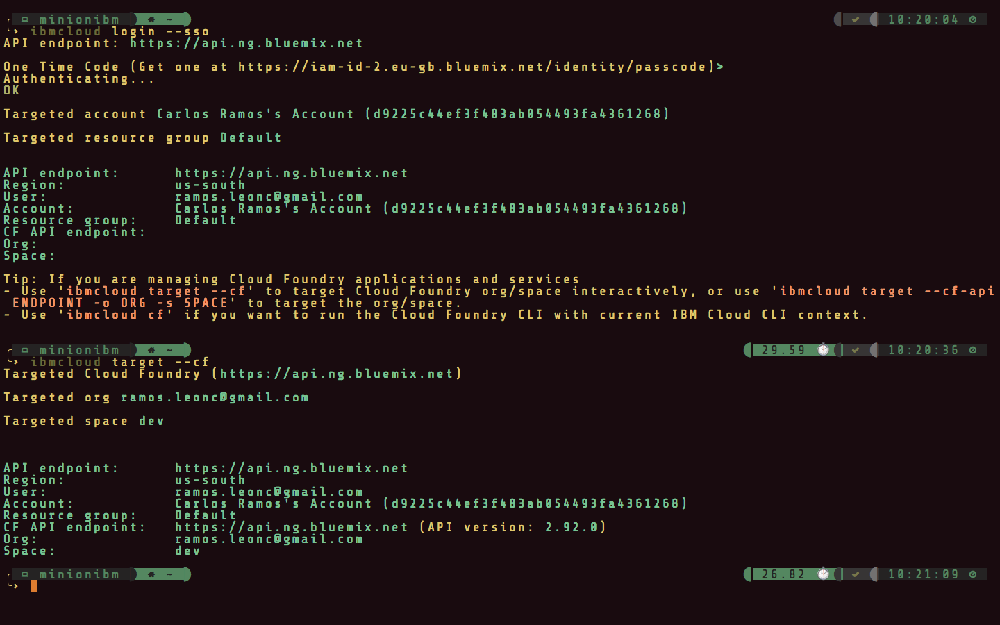 minionibm ~ 10:20:04
ibmcloud login --sso
API endpoint: https://api.ng.bluemix.net
One Time Code (Get one at https://iam-id-2.eu-gb.bluemix.net/identity/passcode)>
Authenticating...
OK
Targeted account Carlos Ramos's Account (d9225c44ef3f483ab054493fa4361268)
Targeted resource group Default
API endpoint: https://api.ng.bluemix.net
Region: us-south
User: ramos.leonc@gmail.com
Account: Carlos Ramos's Account (d9225c44ef3f483ab054493fa4361268)
Resource group: Default
CF API endpoint:
Org:
Space:
Tip: If you are managing Cloud Foundry applications and services
- Use 'ibmcloud target --cf' to target Cloud Foundry org/space interactively, or use 'ibmcloud target --cf-api
ENDPOINT -o ORG -s SPACE' to target the org/space.
- Use 'ibmcloud cf' if you want to run the Cloud Foundry CLI with current IBM Cloud CLI context.
minionibm ~ 29.59 10:20:36
ibmcloud target --cf
Targeted Cloud Foundry (https://api.ng.bluemix.net)
Targeted org ramos.leonc@gmail.com
Targeted space dev
API endpoint: https://api.ng.bluemix.net
Region: us-south
User: ramos.leonc@gmail.com
Account: Carlos Ramos's Account (d9225c44ef3f483ab054493fa4361268)
Resource group: Default
CF API endpoint: https://api.ng.bluemix.net (API version: 2.92.0)
Org: ramos.leonc@gmail.com
Space: dev
minionibm ~ 26.82 10:21:09